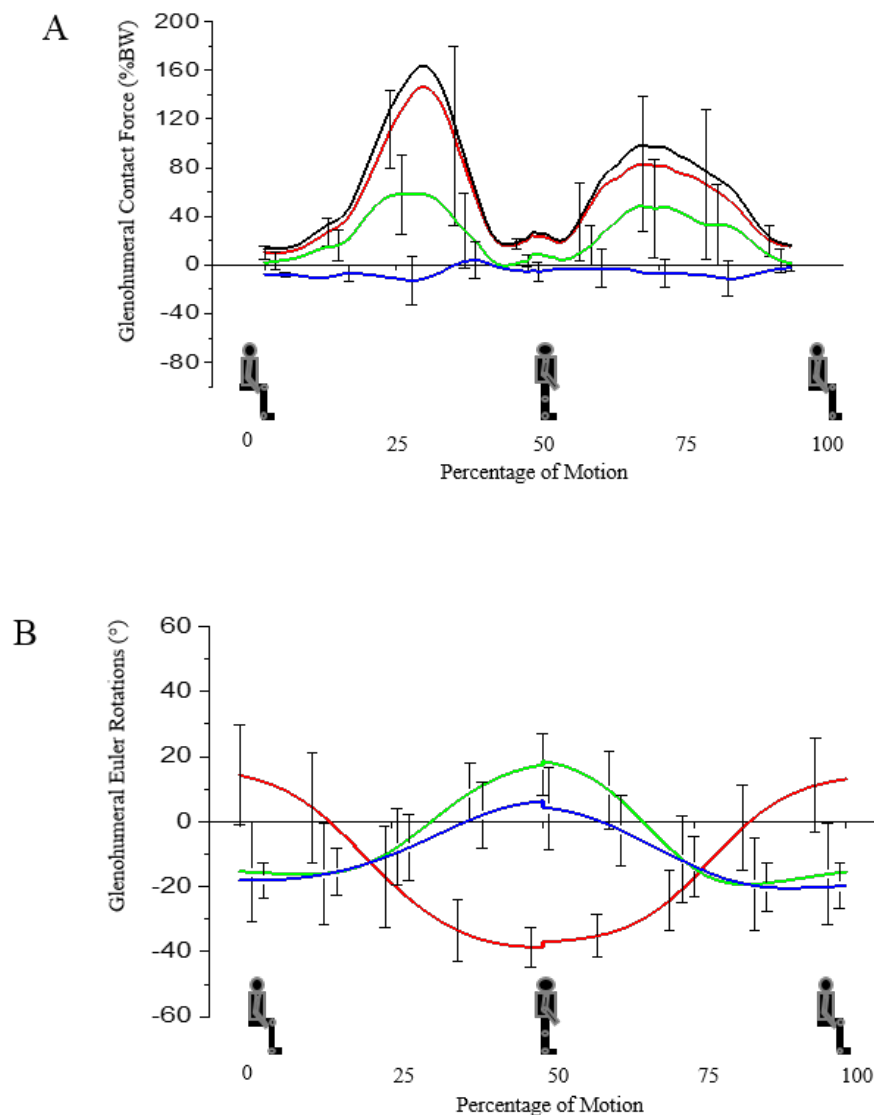 A
Glenohumeral Contact Force (%BW)
200
160
120
80
40
0
-40
-80
0 25 50 75 100
Percentage of Motion
B
Glenohumeral Euler Rotations (°)
60
40
20
0
-20
-40
-60
0 25 50 75 100
Percentage of Motion